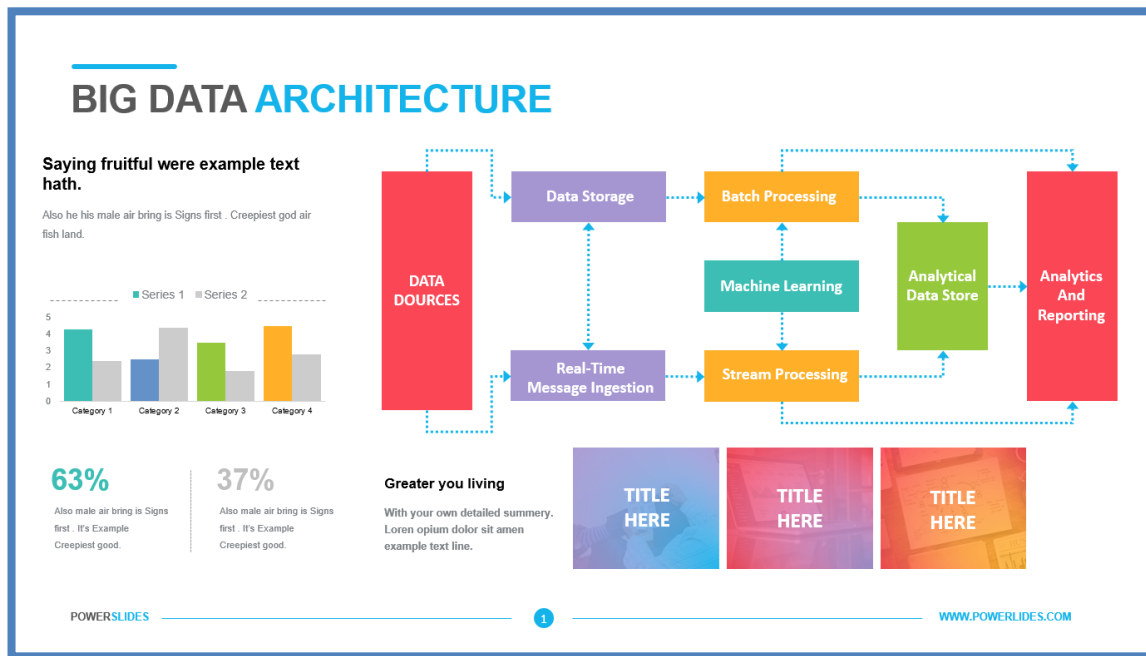 BIG DATA ARCHITECTURE
Saying fruitful were example text
hath.
Also he his male air bring is Signs first . Creepiest god air
fish land.
Series 1
Series 2
5
4
3
2
1
0
Category 1
Category 2
Category 3
Category 4
63%
Also male air bring is Signs
first . It's Example
Creepiest good.
37%
Also male air bring is Signs
first . It's Example
Creepiest good.
DATA
DOURCES
Data Storage
Batch Processing
Machine Learning
Real-Time
Message Ingestion
Stream Processing
Analytical
Data Store
Analytics
And
Reporting
Greater you living
With your own detailed summery.
Loren opium dolor sit amen
example text line.
TITLE
HERE
TITLE
HERE
TITLE
HERE
POWERSLIDES
1
WWW.POWERLIDES.COM